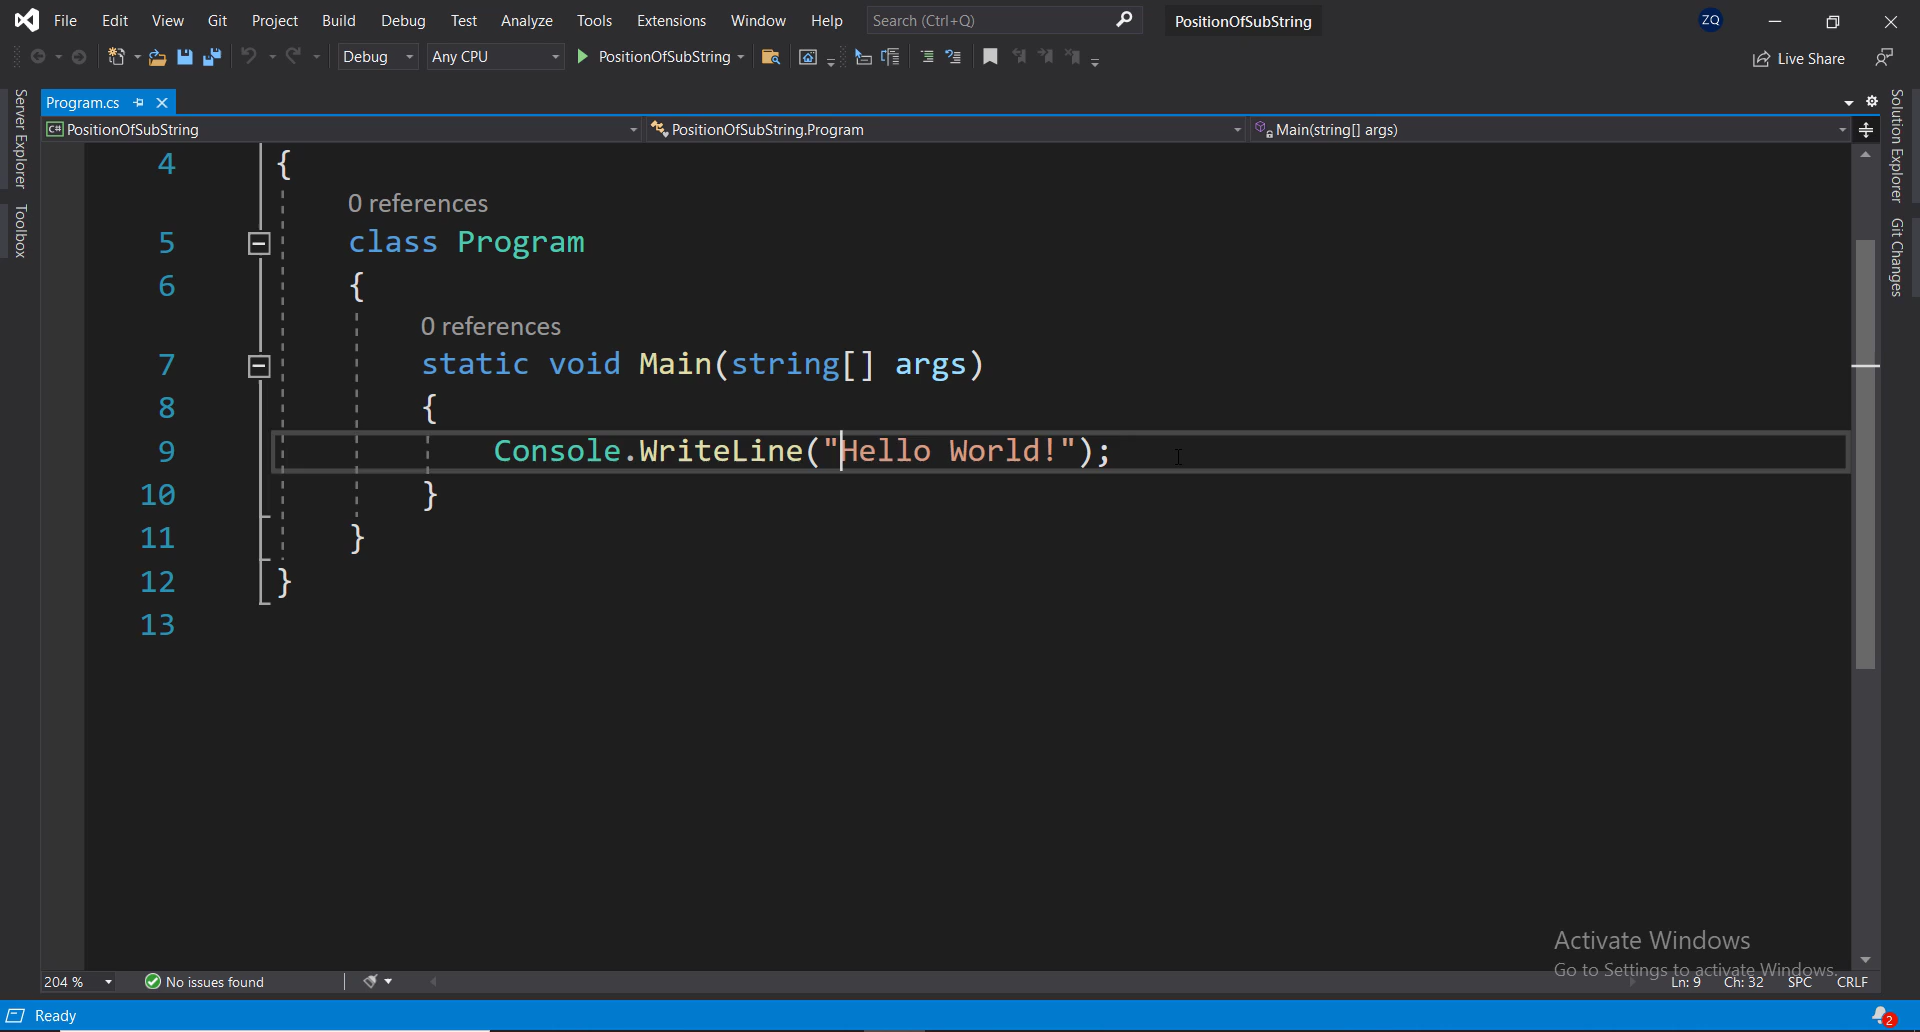 File Edit View Git Project Build Debug Test Analyze Tools Extensions Window Help Search (Ctrl+Q) PositionOfSubString ZQ
Debug Any CPU PositionOfSubString Live Share
Server Explorer
Toolbox
Program.cs
C# PositionOfSubString PositionOfSubString.Program Main(string[] args)
4 {
0 references
5 class Program
6 {
0 references
7 static void Main(string[] args)
8 {
9 Console.WriteLine("Hello World!");
10 }
11 }
12 }
13
Solution Explorer
Git Changes
Activate Windows
Go to Settings to activate Windows.
204 % No issues found Ln: 9 Ch: 32 SPC CRLF
Ready 2